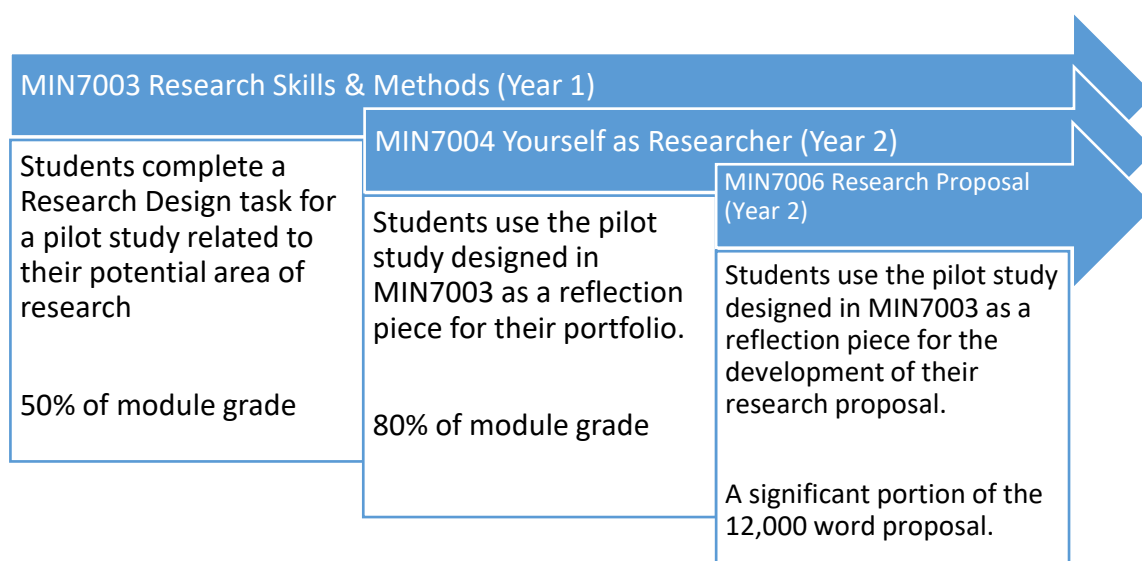 MIN7003 Research Skills & Methods (Year 1)
Students complete a
Research Design task for
a pilot study related to
their potential area of
research
50% of module grade
MIN7004 Yourself as Researcher (Year 2)
Students use the pilot
study designed in
MIN7003 as a reflection
piece for their portfolio.
80% of module grade
MIN7006 Research Proposal
(Year 2)
Students use the pilot study
designed in MIN7003 as a
reflection piece for the
development of their
research proposal.
A significant portion of the
12,000 word proposal.